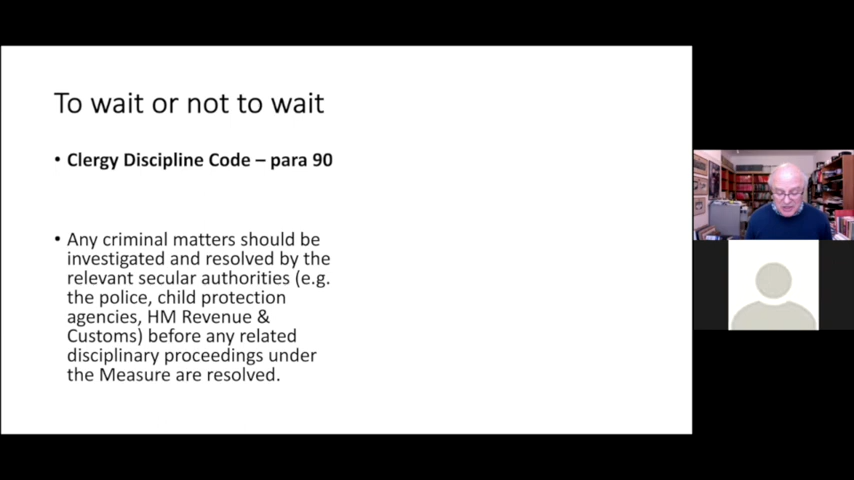 To wait or not to wait
• Clergy Discipline Code – para 90
• Any criminal matters should be
investigated and resolved by the
relevant secular authorities (e.g.
the police, child protection
agencies, HM Revenue &
Customs) before any related
disciplinary proceedings under
the Measure are resolved.